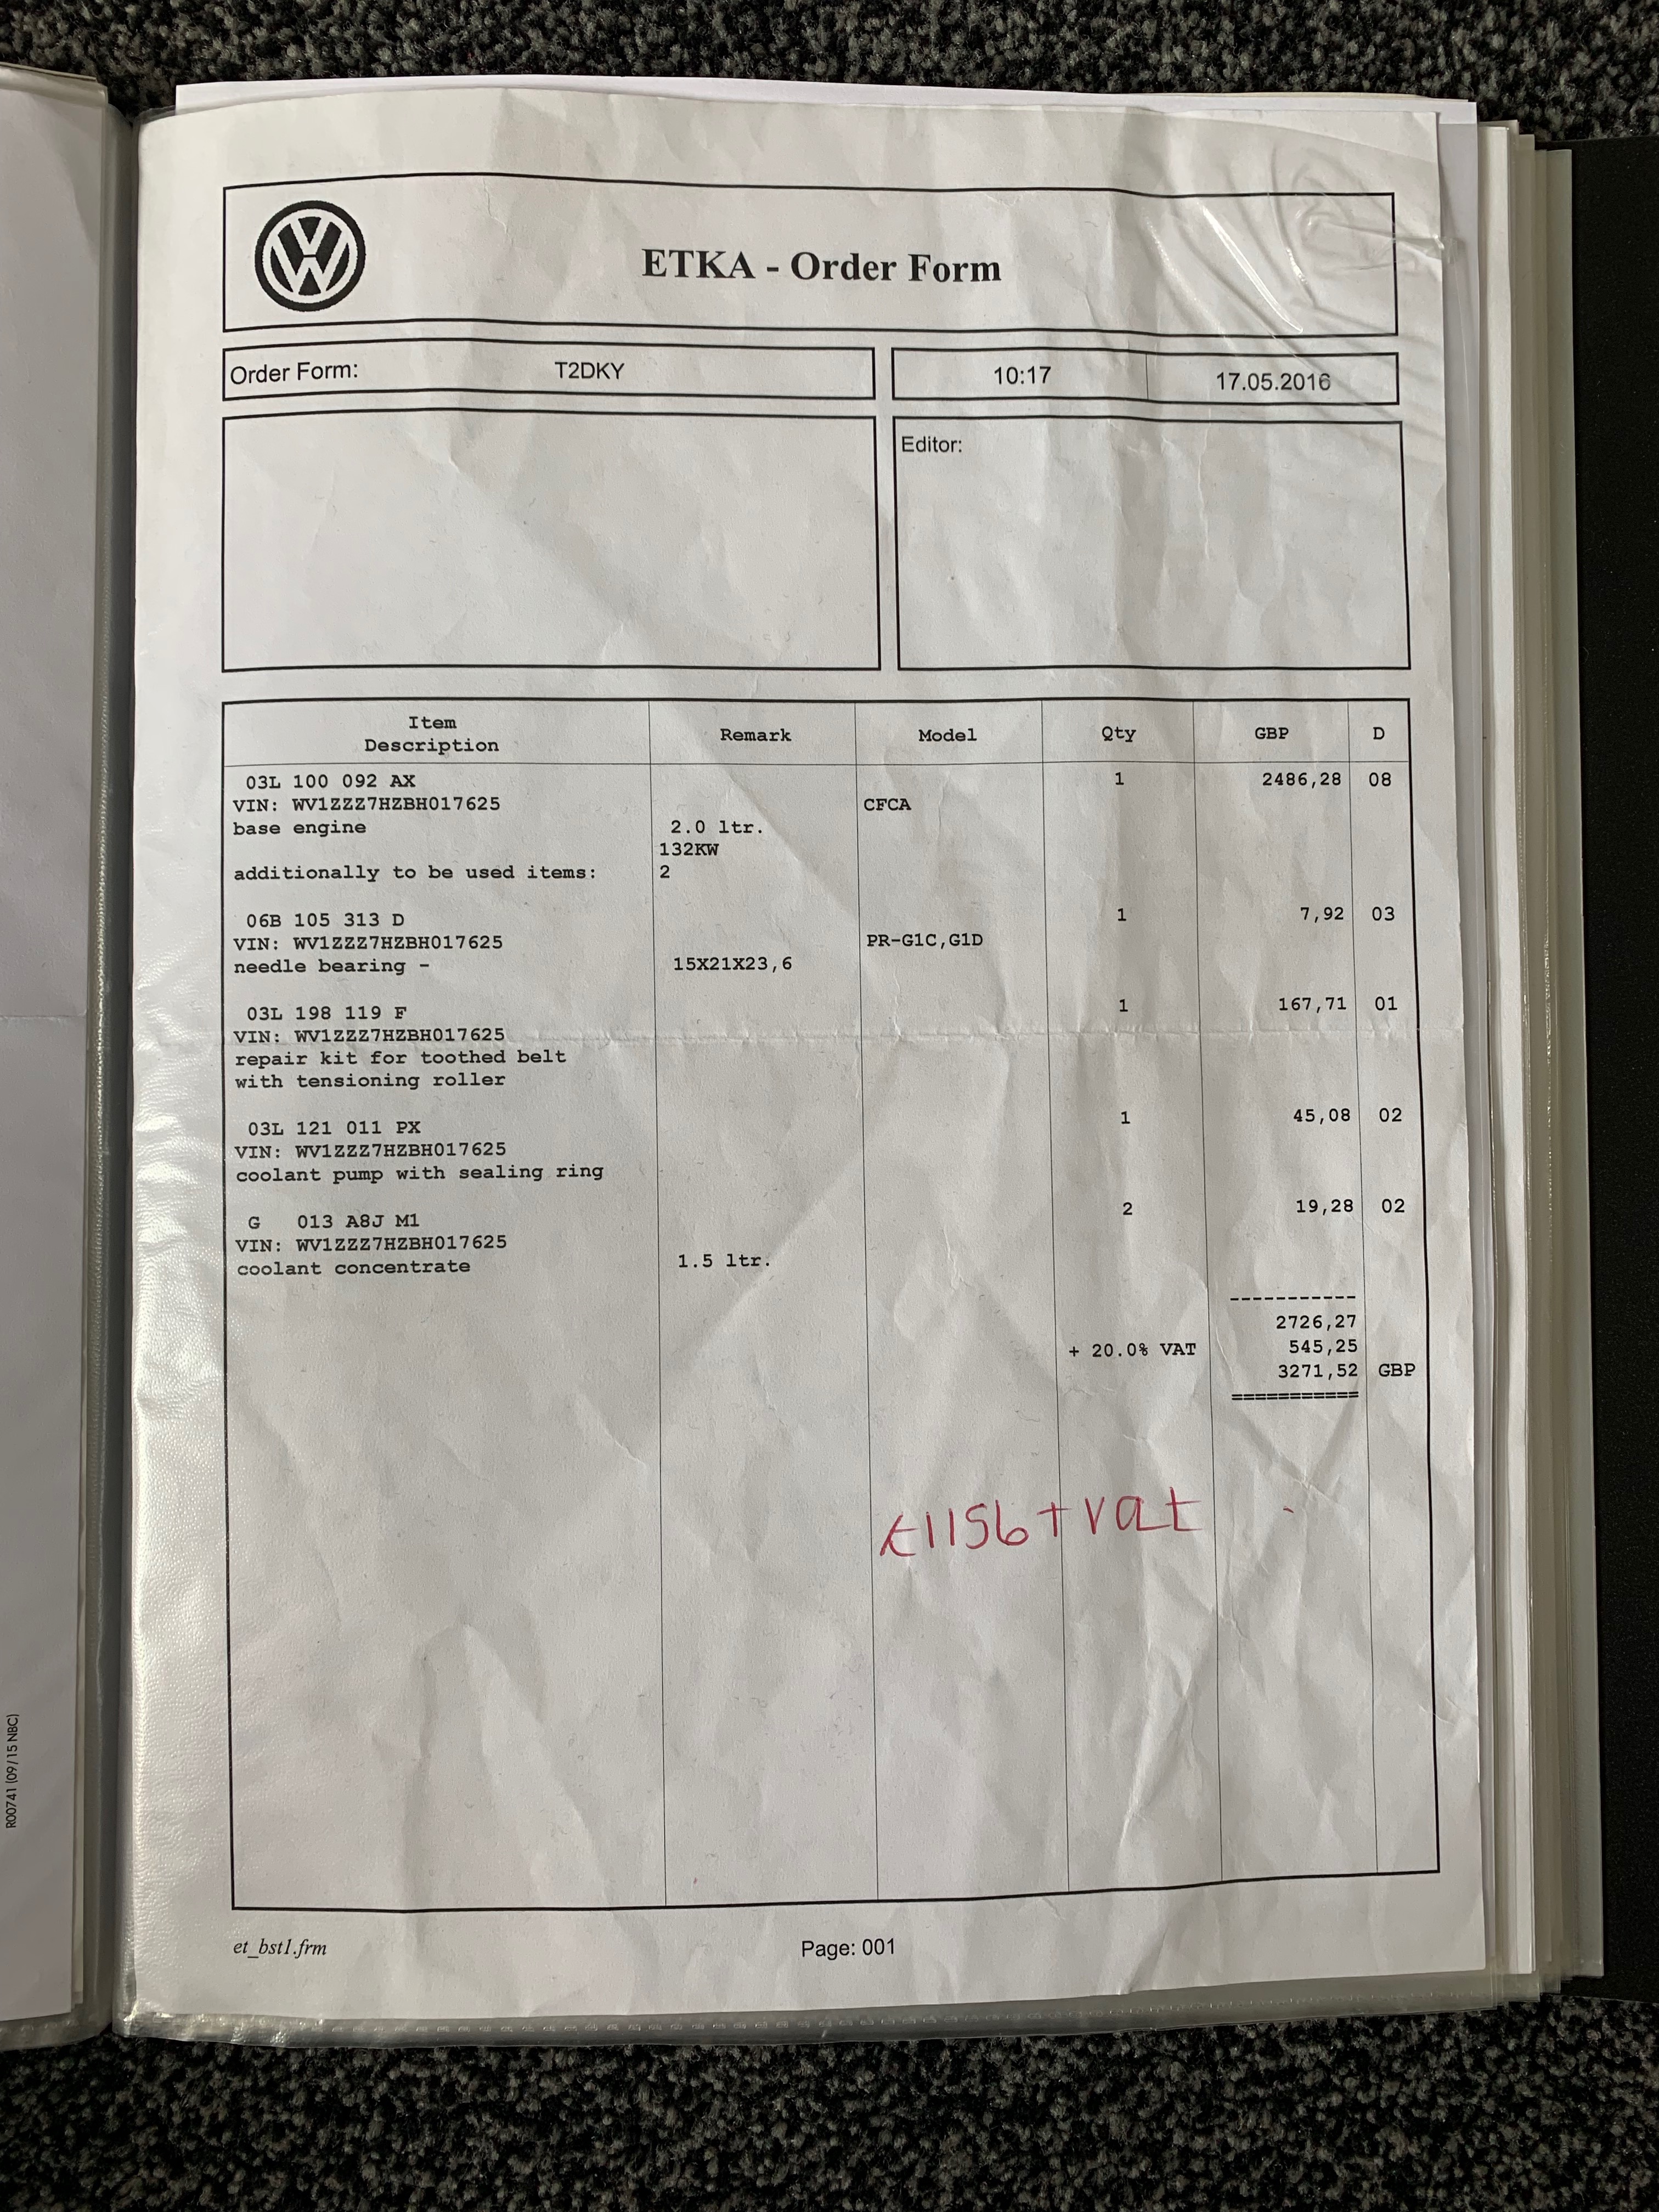 ETKA - Order Form
Order Form: T2DKY 10:17 17.05.2016
Editor:
Item Description Remark Model Qty GBP D
03L 100 092 AX 1 2486,28 08
VIN: WV1ZZZ7HZBH017625 CFCA
base engine 2.0 ltr.
132KW
additionally to be used items: 2
06B 105 313 D 1 7,92 03
VIN: WV1ZZZ7HZBH017625 PR-G1C,G1D
needle bearing - 15X21X23,6
03L 198 119 F 1 167,71 01
VIN: WV1ZZZ7HZBH017625
repair kit for toothed belt
with tensioning roller
03L 121 011 PX 1 45,08 02
VIN: WV1ZZZ7HZBH017625
coolant pump with sealing ring
G 013 A8J M1 2 19,28 02
VIN: WV1ZZZ7HZBH017625
coolant concentrate 1.5 ltr.
-----------
2726,27
+ 20.0% VAT 545,25
3271,52 GBP
===========
£1156+vat
et_bst1.frm Page: 001
R00741 (09/15 NBC)